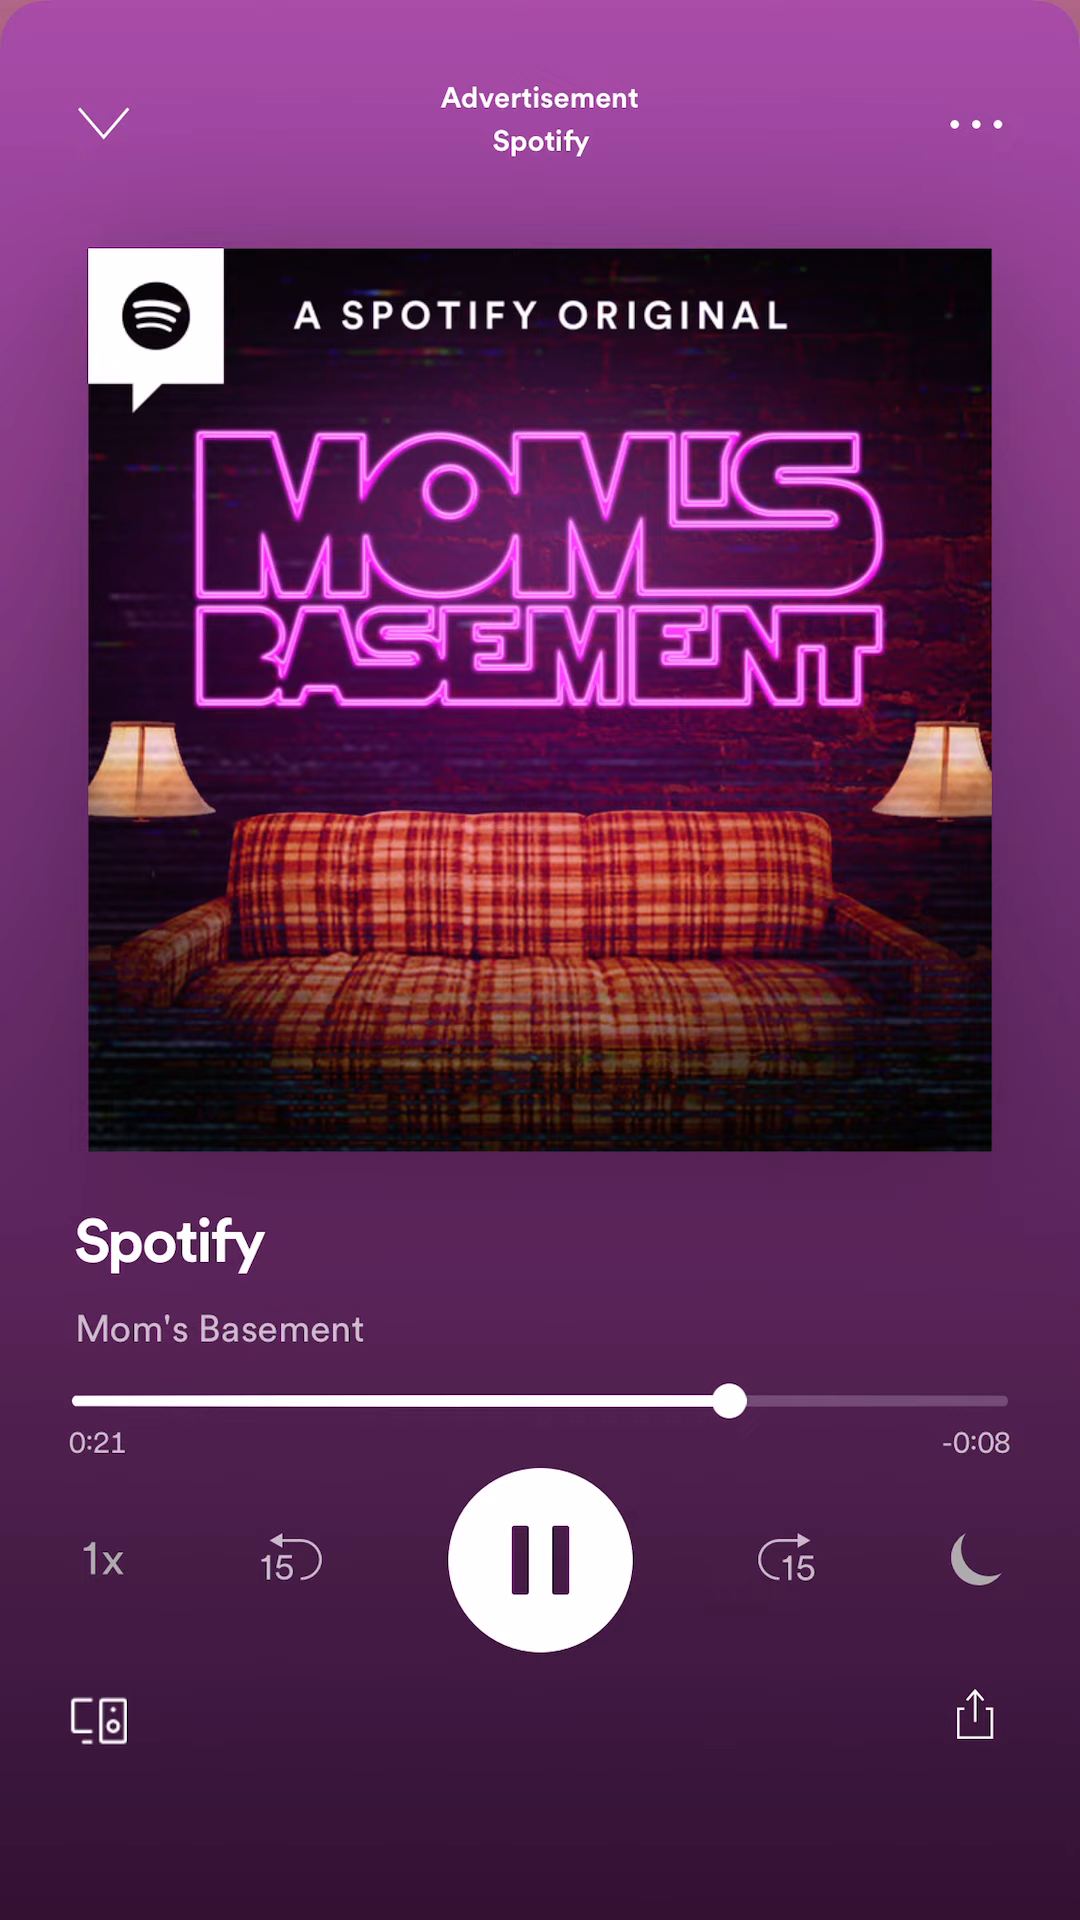 Advertisement
Spotify
A SPOTIFY ORIGINAL
MOM'S
BASEMENT
Spotify
Mom's Basement
0:21
-0:08
1x
15
15